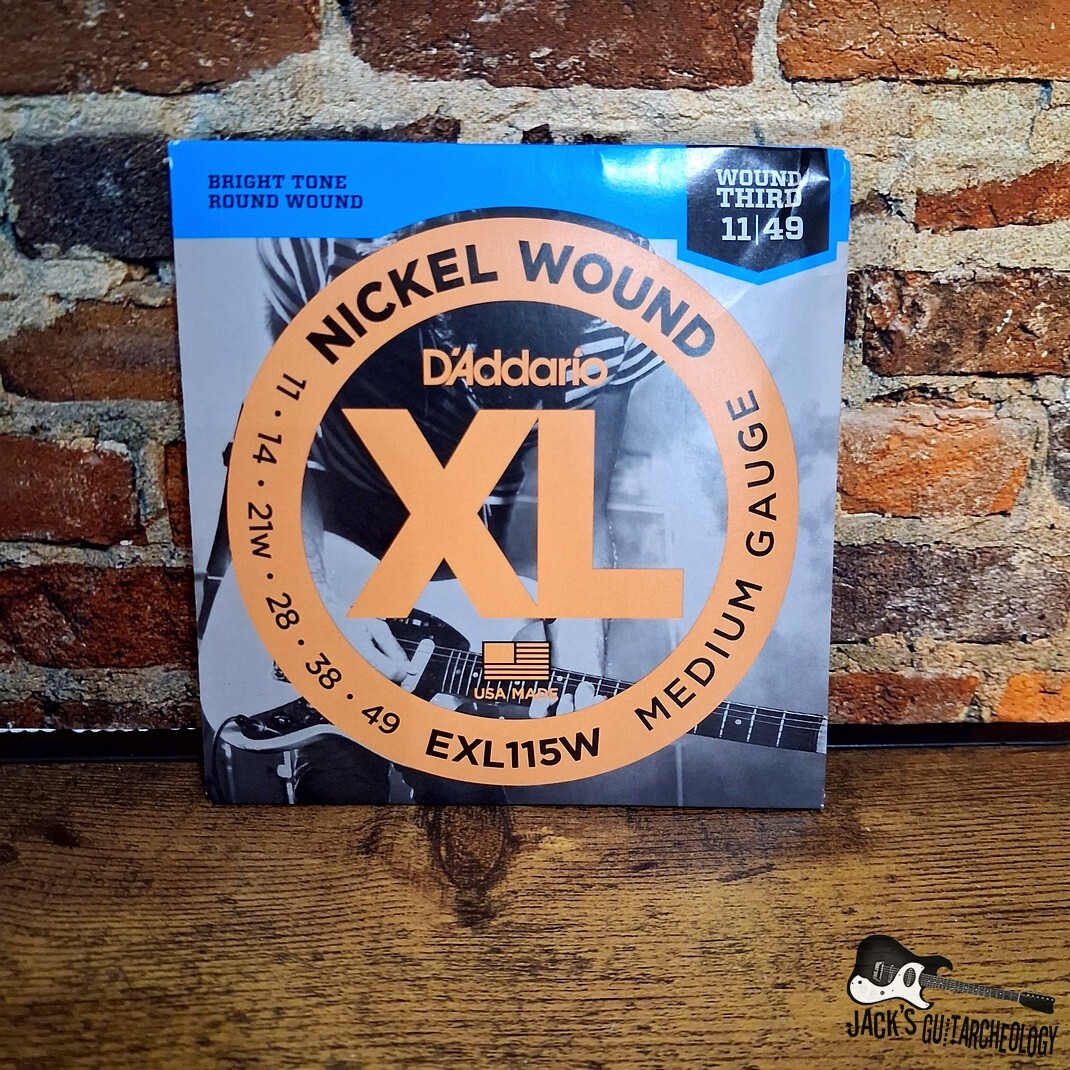 BRIGHT TONE
ROUND WOUND
WOUND
THIRD
11|49
NICKEL WOUND
D'Addario
XL
USA MADE
11 • 14 • 21w • 28 • 38 • 49
EXL115W
MEDIUM GAUGE
JACK'S GUITARCHEOLOGY